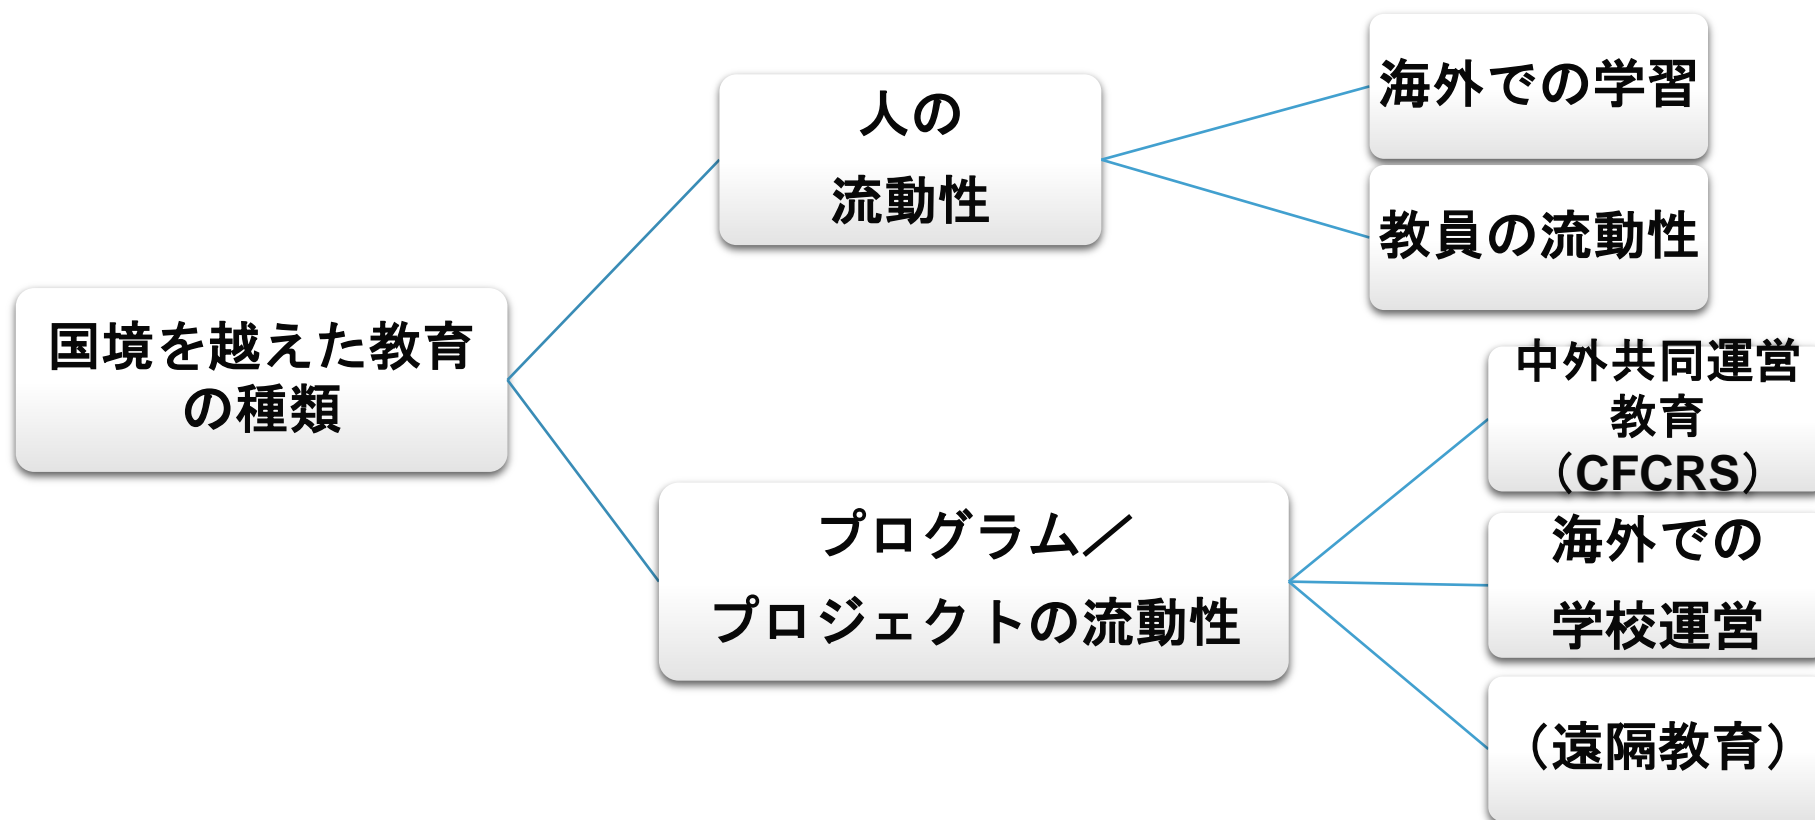 国境を越えた教育
の種類
人の
流動性
海外での学習
教員の流動性
プログラム／
プロジェクトの流動性
中外共同運営
教育
（CFCRS）
海外での
学校運営
（遠隔教育）